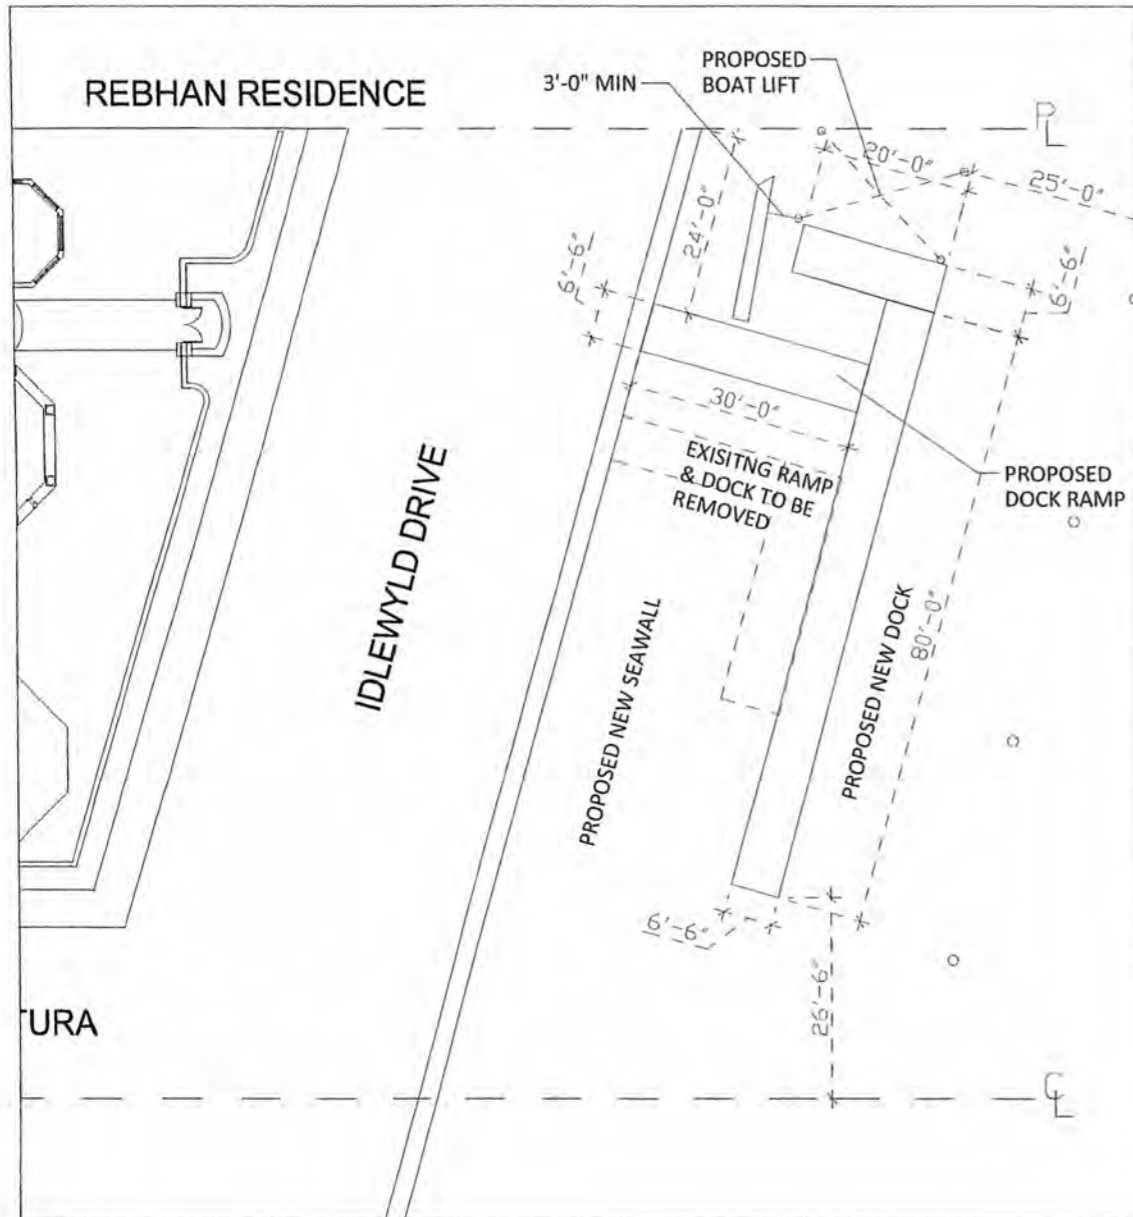 REBHAN RESIDENCE
3'-0" MIN
PROPOSED
BOAT LIFT
PL
20'-0"
25'-0"
24'-0"
6'-6"
6'-6"
30'-0"
EXISITNG RAMP
& DOCK TO BE
REMOVED
PROPOSED
DOCK RAMP
IDLEWYLD DRIVE
PROPOSED NEW SEAWALL
PROPOSED NEW DOCK
80'-0"
6'-6"
26'-6"
TURA
CL